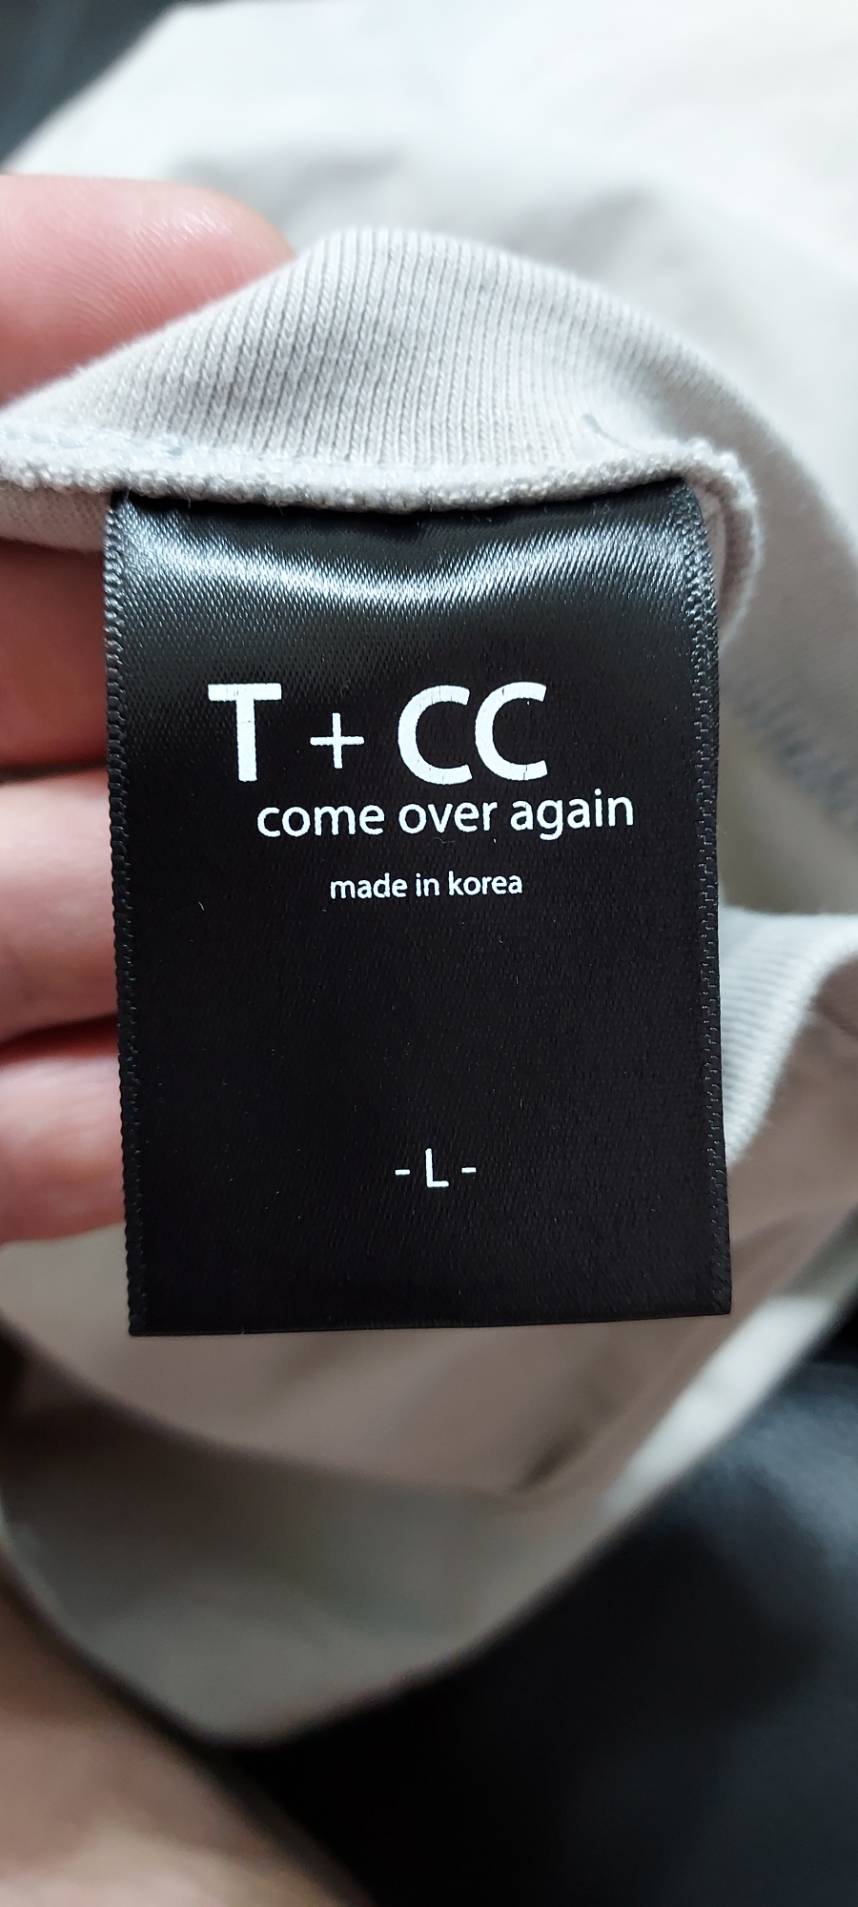 T + CC
come over again
made in korea
- L -